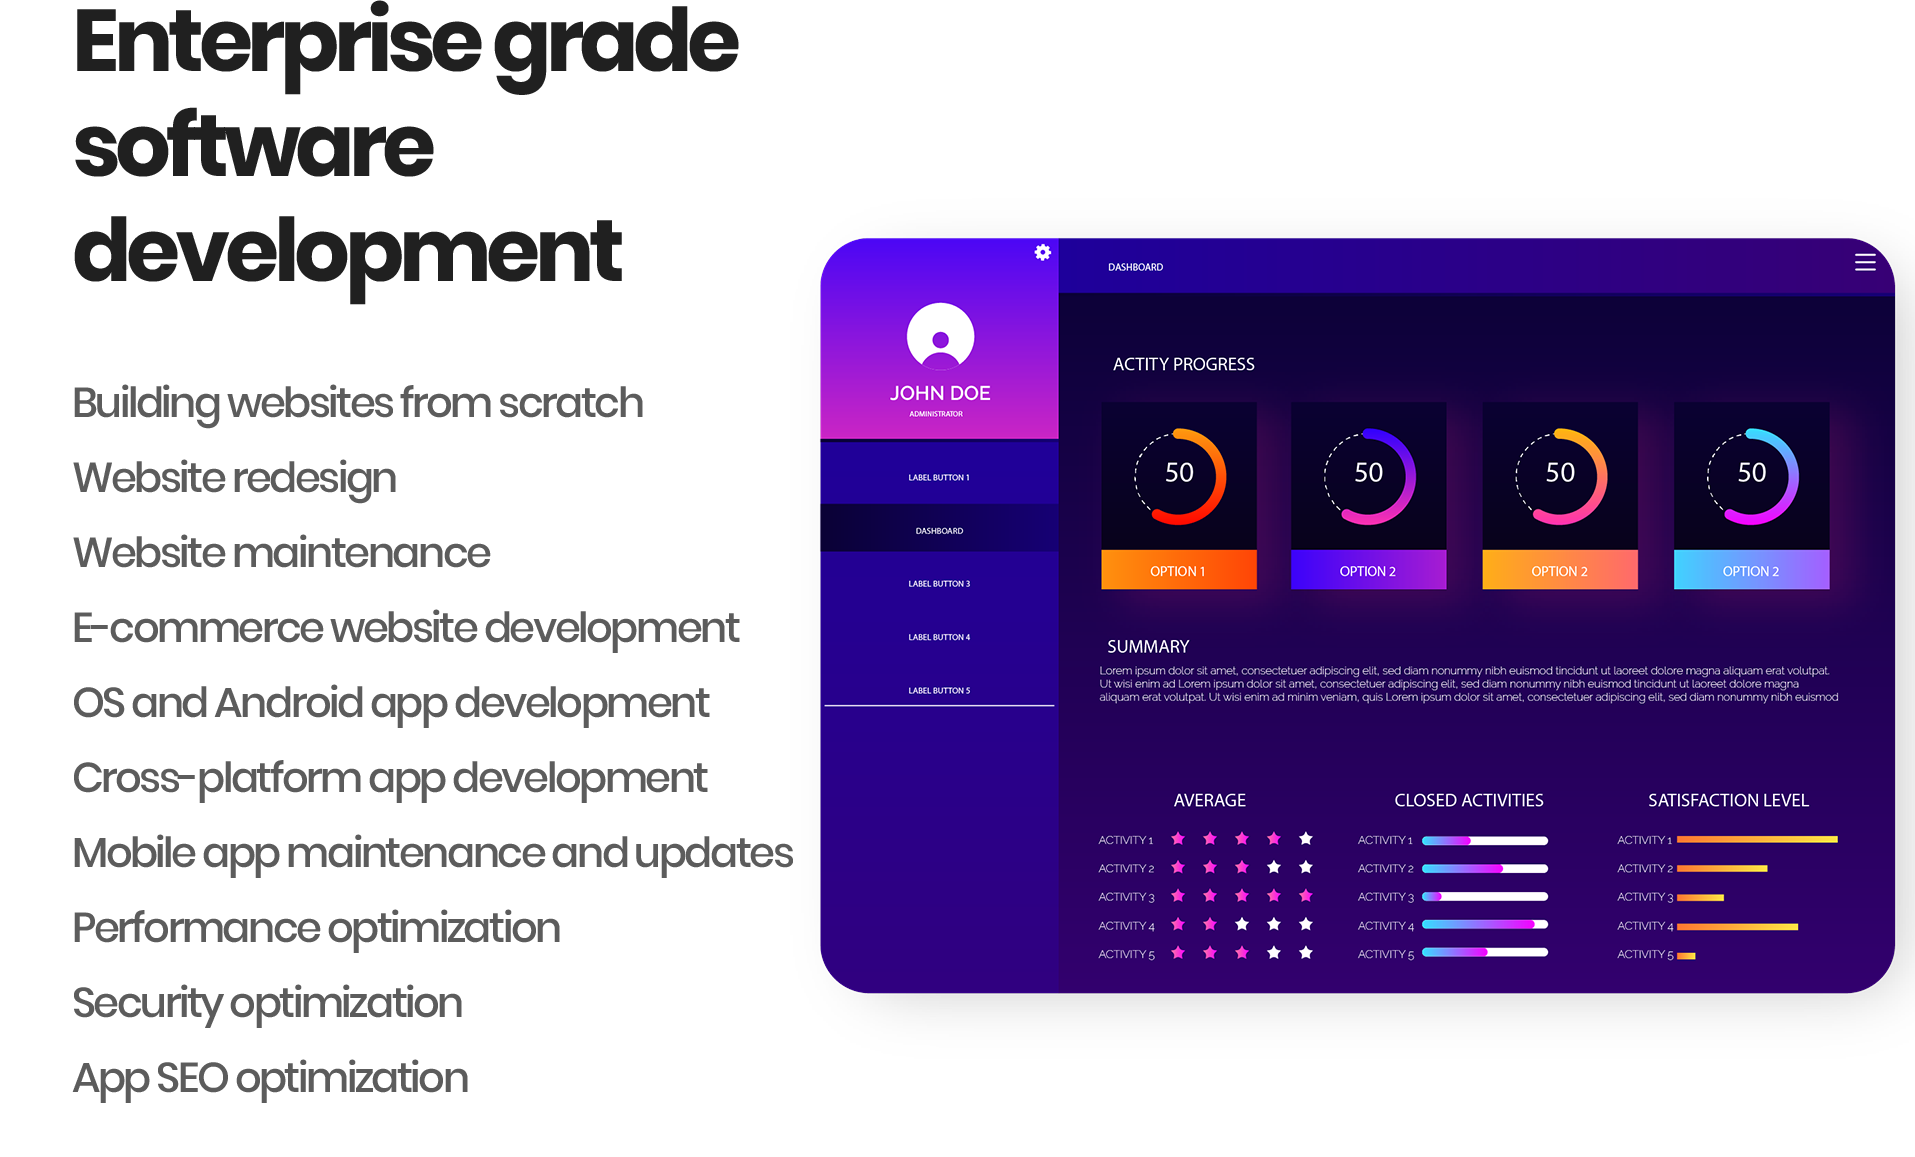 Enterprise grade
software
development
Building websites from scratch
Website redesign
Website maintenance
E-commerce website development
OS and Android app development
Cross-platform app development
Mobile app maintenance and updates
Performance optimization
Security optimization
App SEO optimization
JOHN DOE
ADMINISTRATOR
LABEL BUTTON 1
DASHBOARD
LABEL BUTTON 3
LABEL BUTTON 4
LABEL BUTTON 5
DASHBOARD
ACTITY PROGRESS
50 50 50 50
OPTION 1 OPTION 2 OPTION 2 OPTION 2
SUMMARY
Lorem ipsum dolor sit amet, consectetuer adipiscing elit, sed diam nonummy nibh euismod tincidunt ut laoreet dolore magna aliquam erat volutpat.
Ut wisi enim ad Lorem ipsum dolor sit amet, consectetuer adipiscing elit, sed diam nonummy nibh euismod tincidunt ut laoreet dolore magna
aliquam erat volutpat. Ut wisi enim ad minim veniam, quis Lorem ipsum dolor sit amet, consectetuer adipiscing elit, sed diam nonummy nibh euismod
AVERAGE
ACTIVITY 1
ACTIVITY 2
ACTIVITY 3
ACTIVITY 4
ACTIVITY 5
CLOSED ACTIVITIES
ACTIVITY 1
ACTIVITY 2
ACTIVITY 3
ACTIVITY 4
ACTIVITY 5
SATISFACTION LEVEL
ACTIVITY 1
ACTIVITY 2
ACTIVITY 3
ACTIVITY 4
ACTIVITY 5